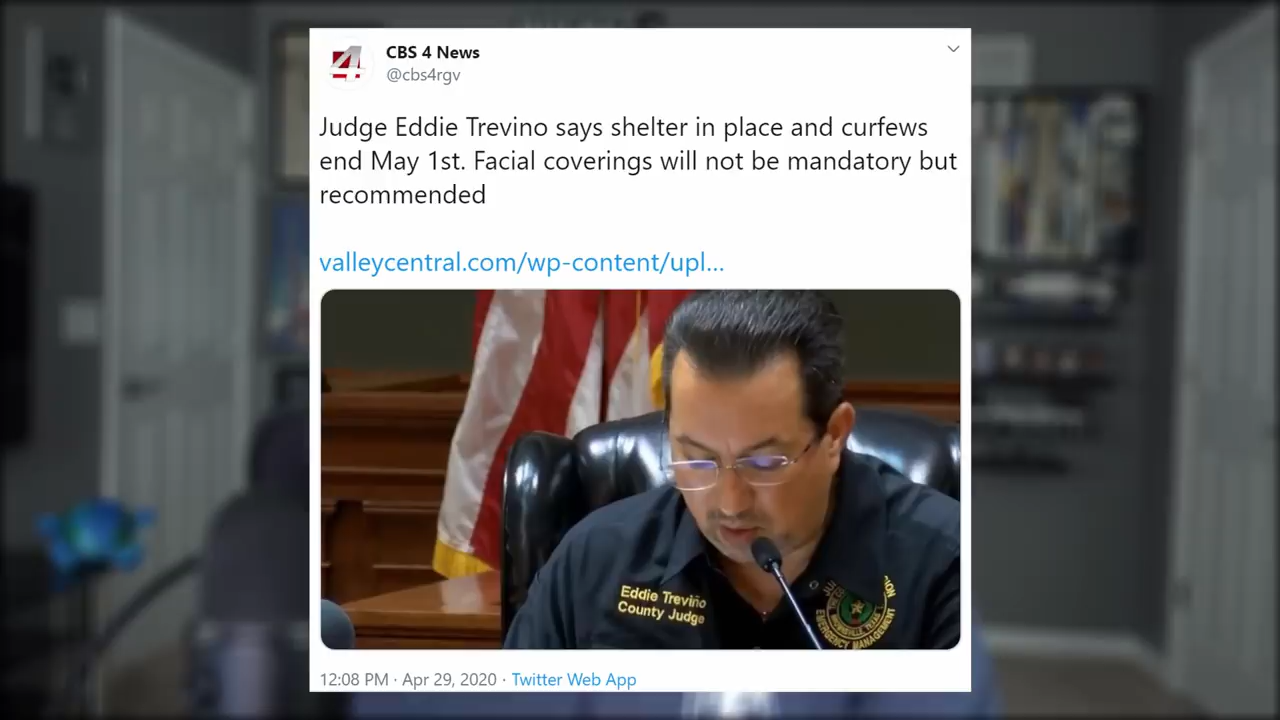 CBS 4 News
@cbs4rgv
Judge Eddie Trevino says shelter in place and curfews
end May 1st. Facial coverings will not be mandatory but
recommended
valleycentral.com/wp-content/upl...
Eddie Treviño
County Judge
EMERGENCY MANAGEMENT
12:08 PM · Apr 29, 2020 · Twitter Web App